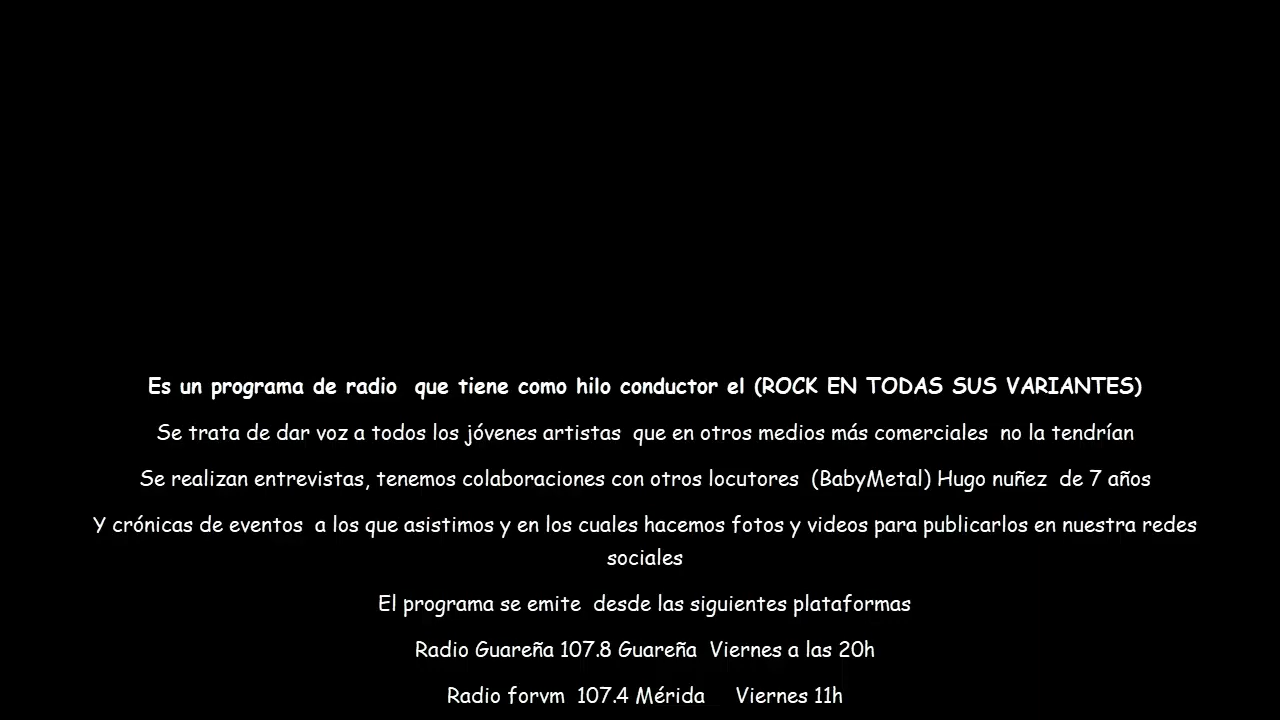 Es un programa de radio  que tiene como hilo conductor el (ROCK EN TODAS SUS VARIANTES)
Se trata de dar voz a todos los jóvenes artistas  que en otros medios más comerciales  no la tendrían
Se realizan entrevistas, tenemos colaboraciones con otros locutores  (BabyMetal) Hugo nuñez  de 7 años
Y crónicas de eventos  a los que asistimos y en los cuales hacemos fotos y videos para publicarlos en nuestra redes
sociales
El programa se emite  desde las siguientes plataformas
Radio Guareña 107.8 Guareña  Viernes a las 20h
Radio forvm  107.4 Mérida     Viernes 11h